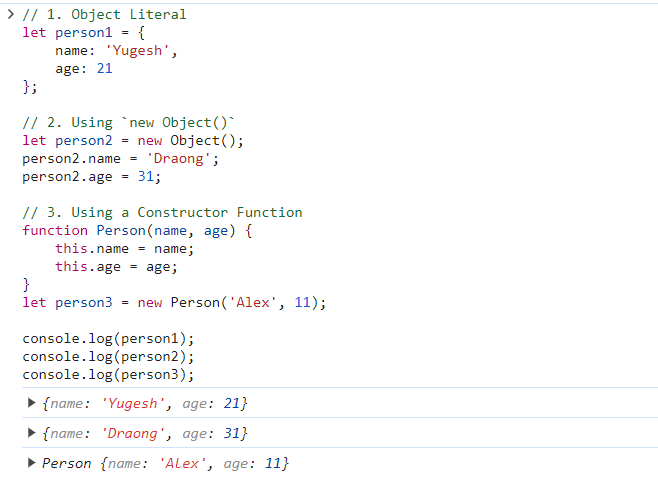 // 1. Object Literal
let person1 = {
    name: 'Yugesh',
    age: 21
};

// 2. Using `new Object()`
let person2 = new Object();
person2.name = 'Draong';
person2.age = 31;

// 3. Using a Constructor Function
function Person(name, age) {
    this.name = name;
    this.age = age;
}
let person3 = new Person('Alex', 11);

console.log(person1);
console.log(person2);
console.log(person3);
{name: 'Yugesh', age: 21}
{name: 'Draong', age: 31}
Person {name: 'Alex', age: 11}